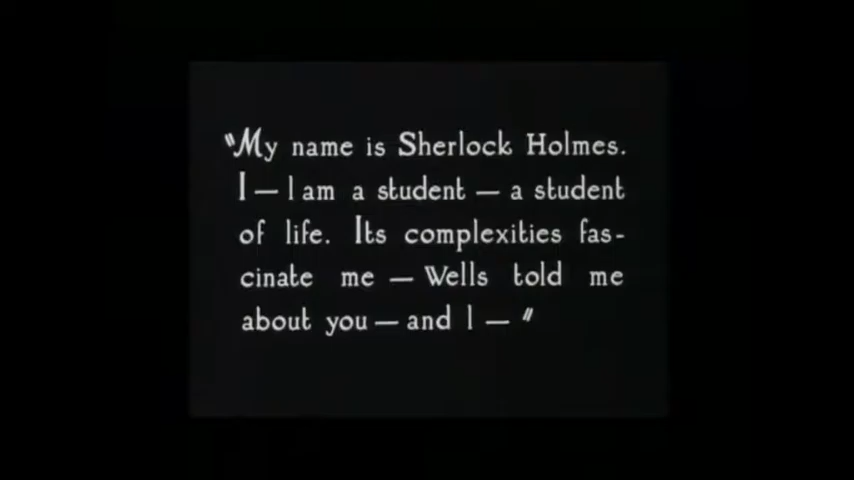 "My name is Sherlock Holmes.
I — I am a student — a student
of life. Its complexities fas-
cinate me — Wells told me
about you — and I — "